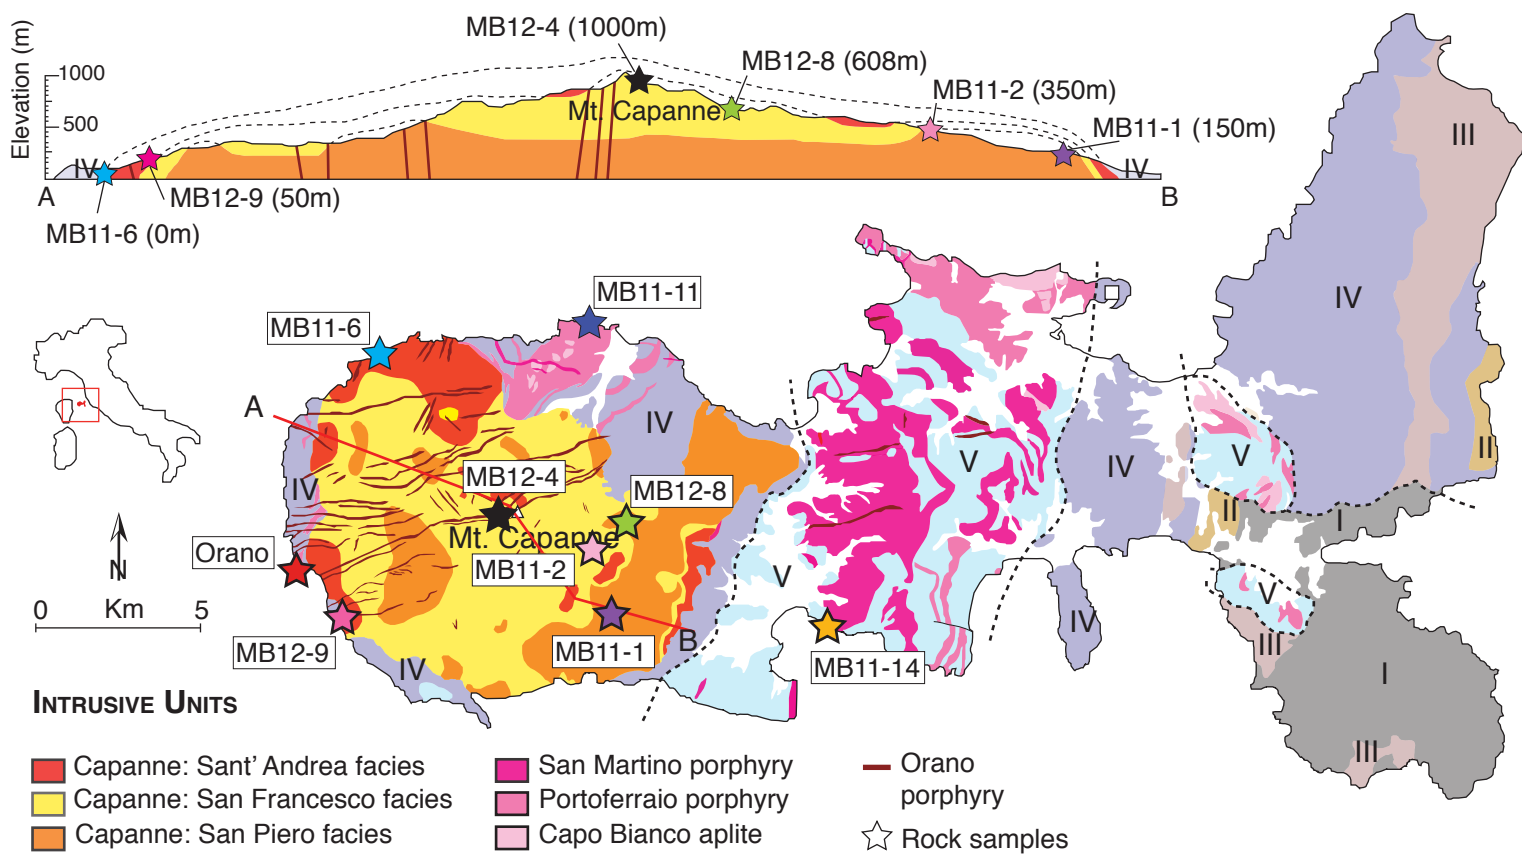 MB12-4 (1000m)
MB12-8 (608m)
MB11-2 (350m)
MB11-1 (150m)
Elevation (m)
1000
500
Mt. Capanne
IV
IV
A
B
MB12-9 (50m)
MB11-6 (0m)
III
IV
II
MB11-11
MB11-6
A
IV
IV
MB12-4
MB12-8
Mt. Capanne
MB11-2
Orano
MB12-9
MB11-1
B
IV
V
V
MB11-14
IV
IV
V
II
I
V
III
I
III
N
0 Km 5
INTRUSIVE UNITS
Capanne: Sant' Andrea facies
Capanne: San Francesco facies
Capanne: San Piero facies
San Martino porphyry
Portoferraio porphyry
Capo Bianco aplite
Orano
porphyry
Rock samples